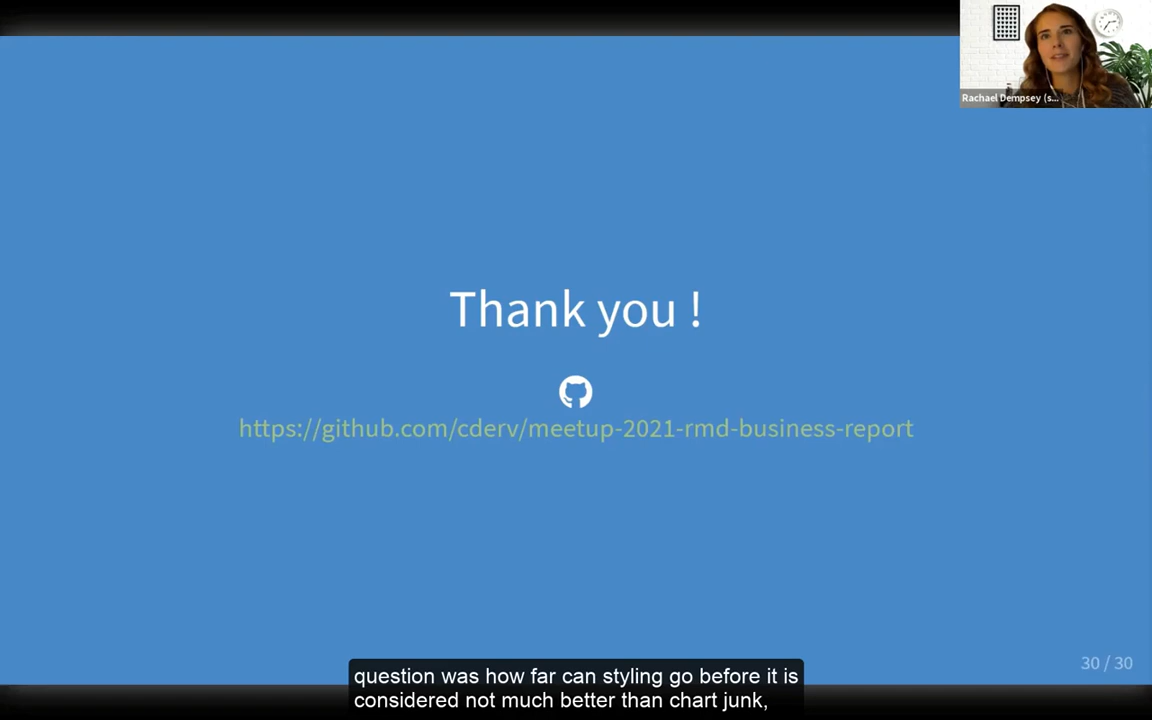 Rachael Dempsey (s...
Thank you !
https://github.com/cderv/meetup-2021-rmd-business-report
30 / 30
question was how far can styling go before it is
considered not much better than chart junk,